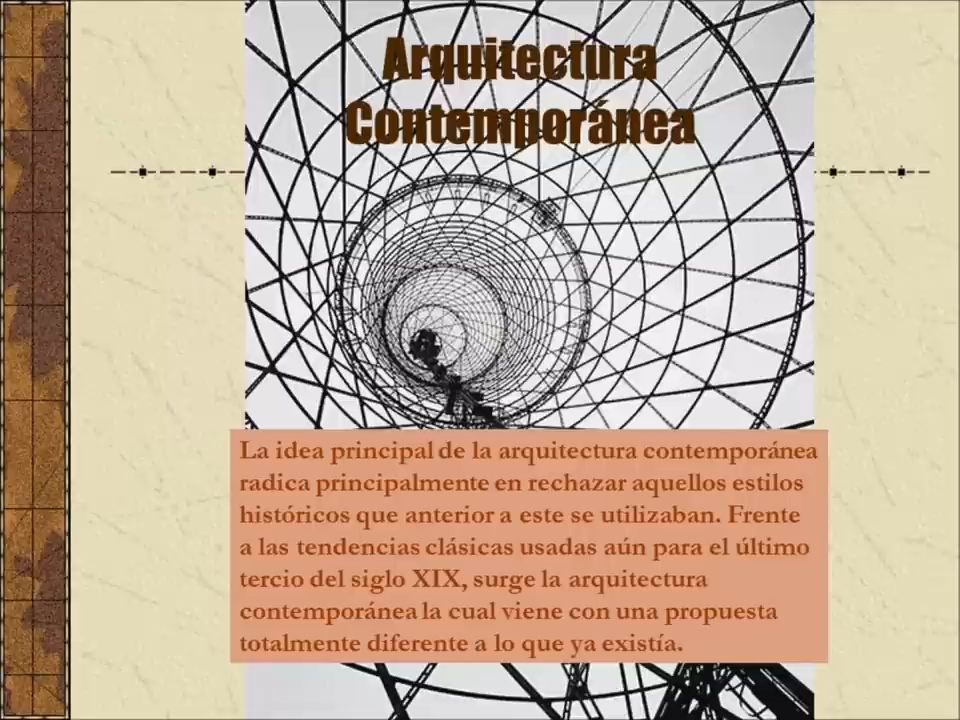 Arquitectura
Contemporánea
La idea principal de la arquitectura contemporánea
radica principalmente en rechazar aquellos estilos
históricos que anterior a este se utilizaban. Frente
a las tendencias clásicas usadas aún para el último
tercio del siglo XIX, surge la arquitectura
contemporánea la cual viene con una propuesta
totalmente diferente a lo que ya existía.